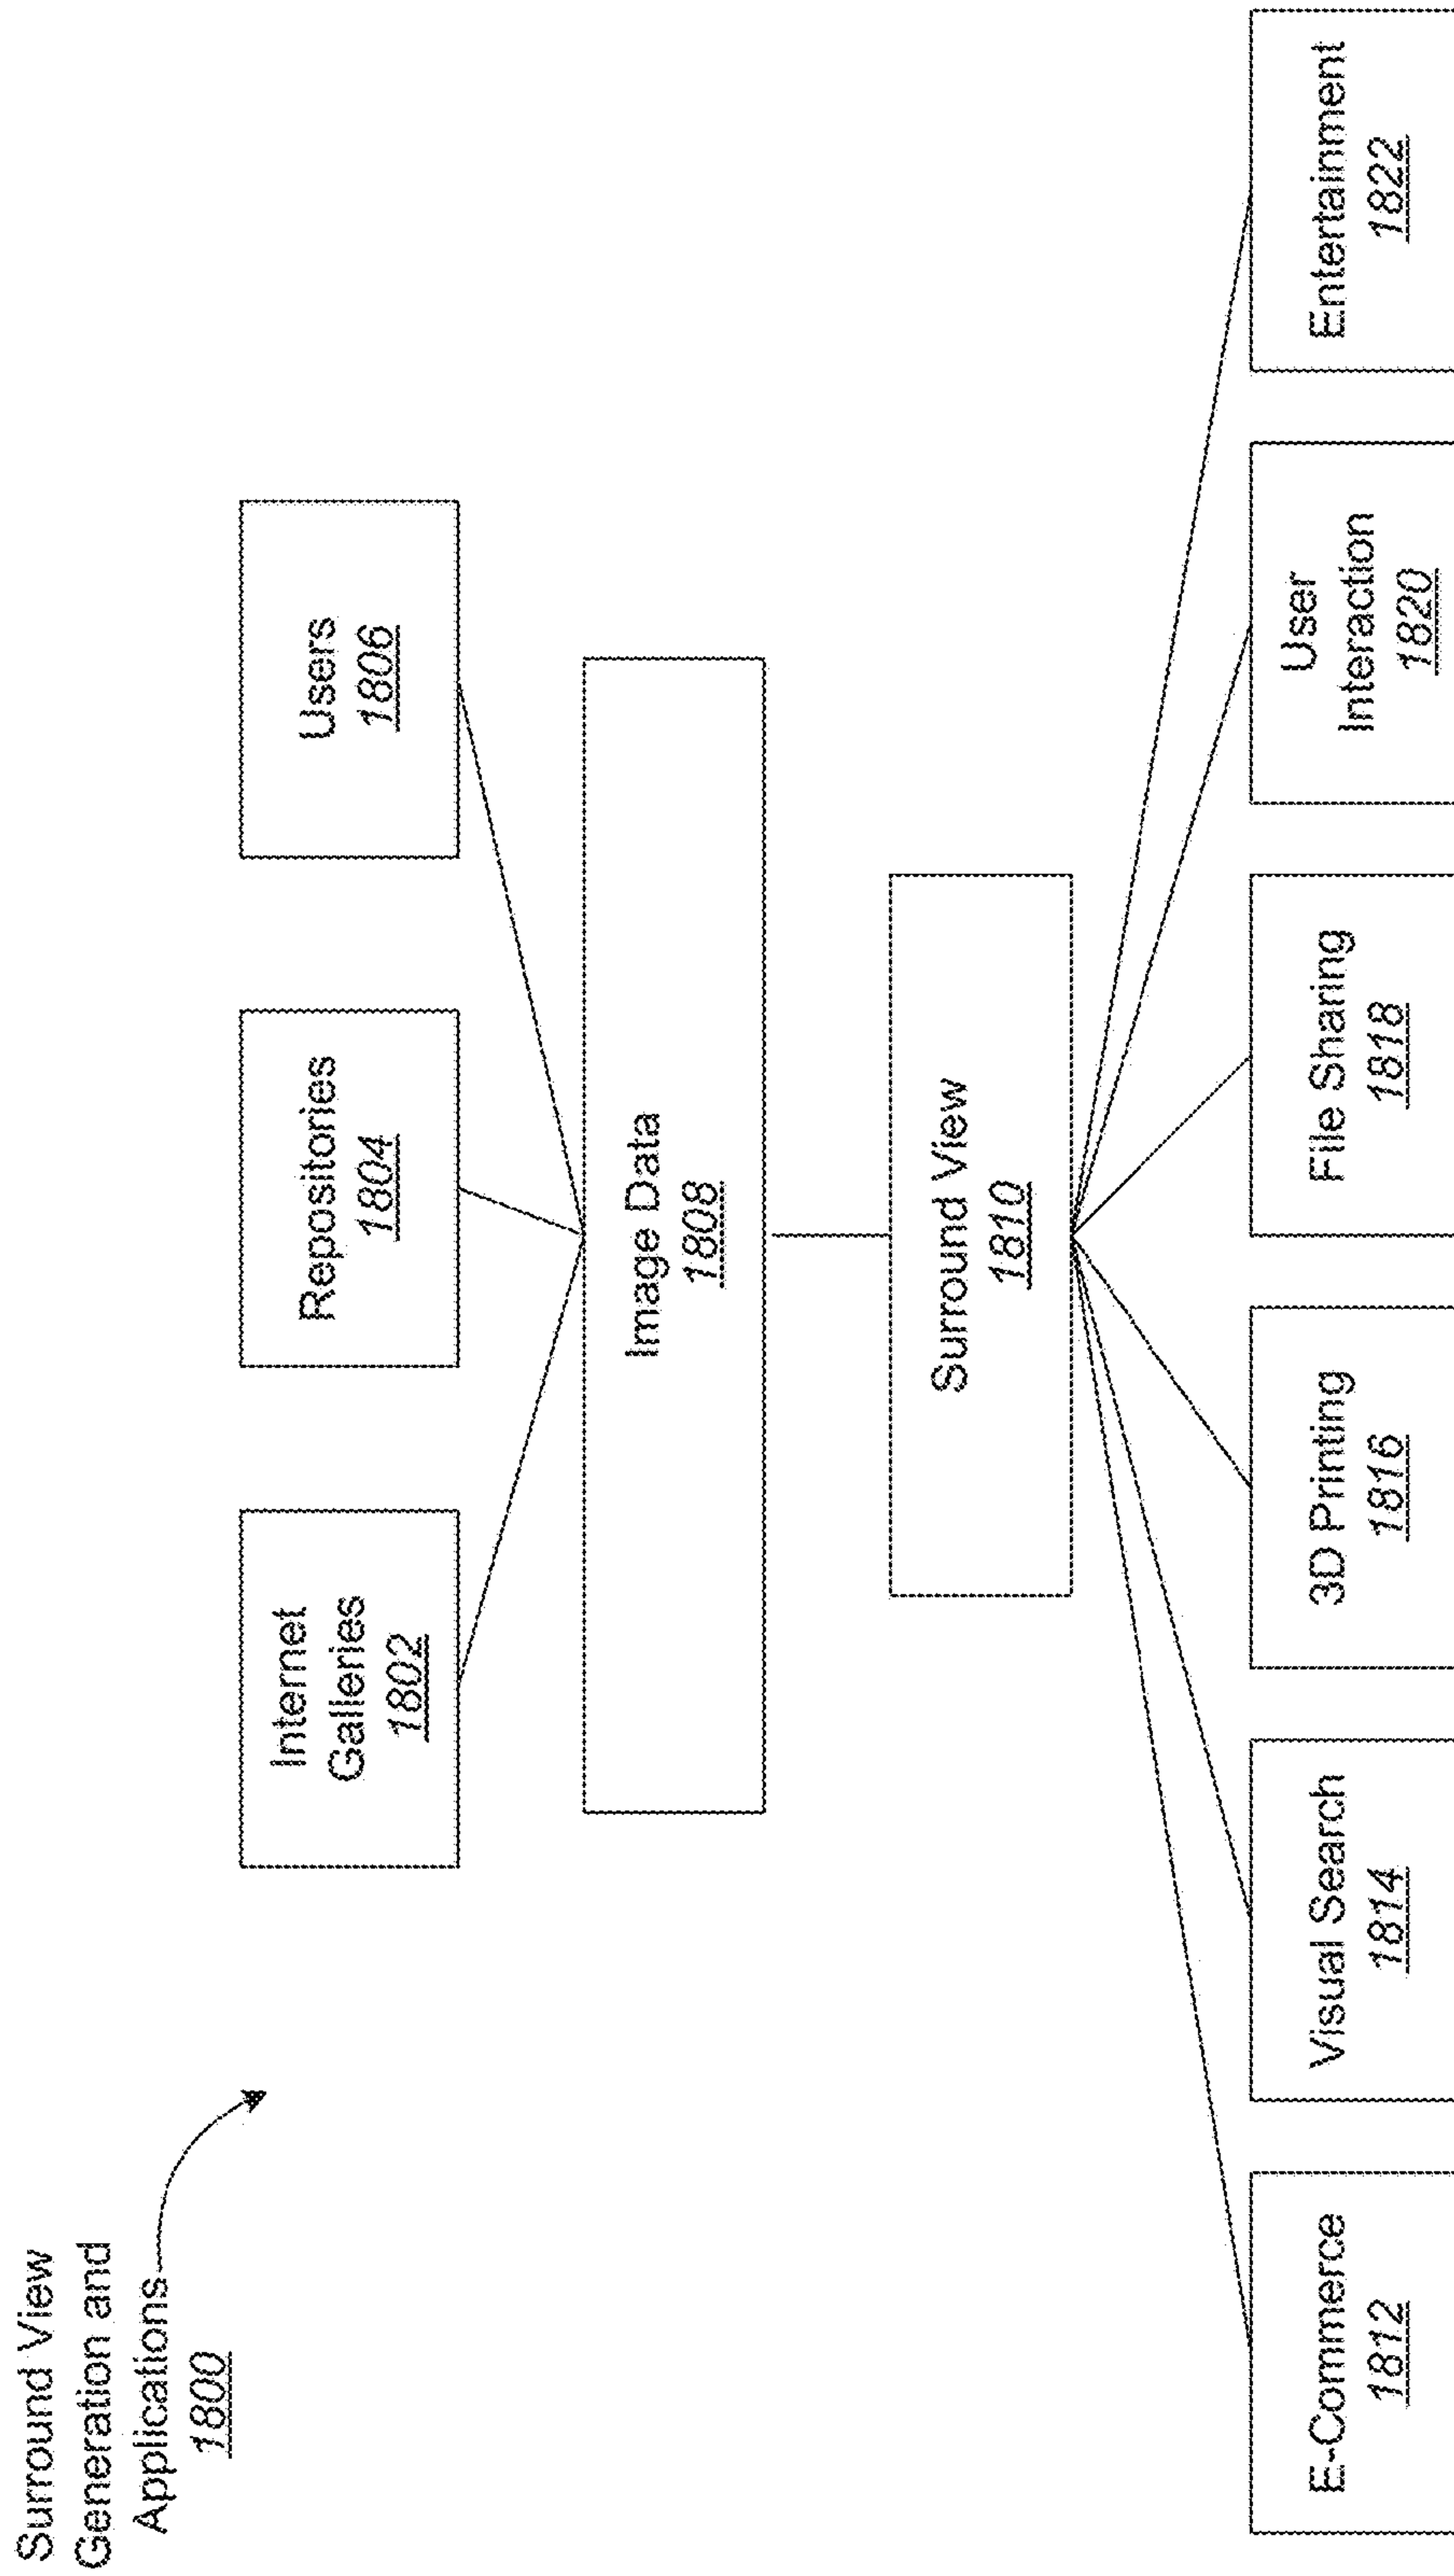 Surround View
Generation and
Applications
1800
Internet
Galleries
1802
Repositories
1804
Users
1806
Image Data
1808
Surround View
1810
E-Commerce
1812
Visual Search
1814
3D Printing
1816
File Sharing
1818
User
Interaction
1820
Entertainment
1822